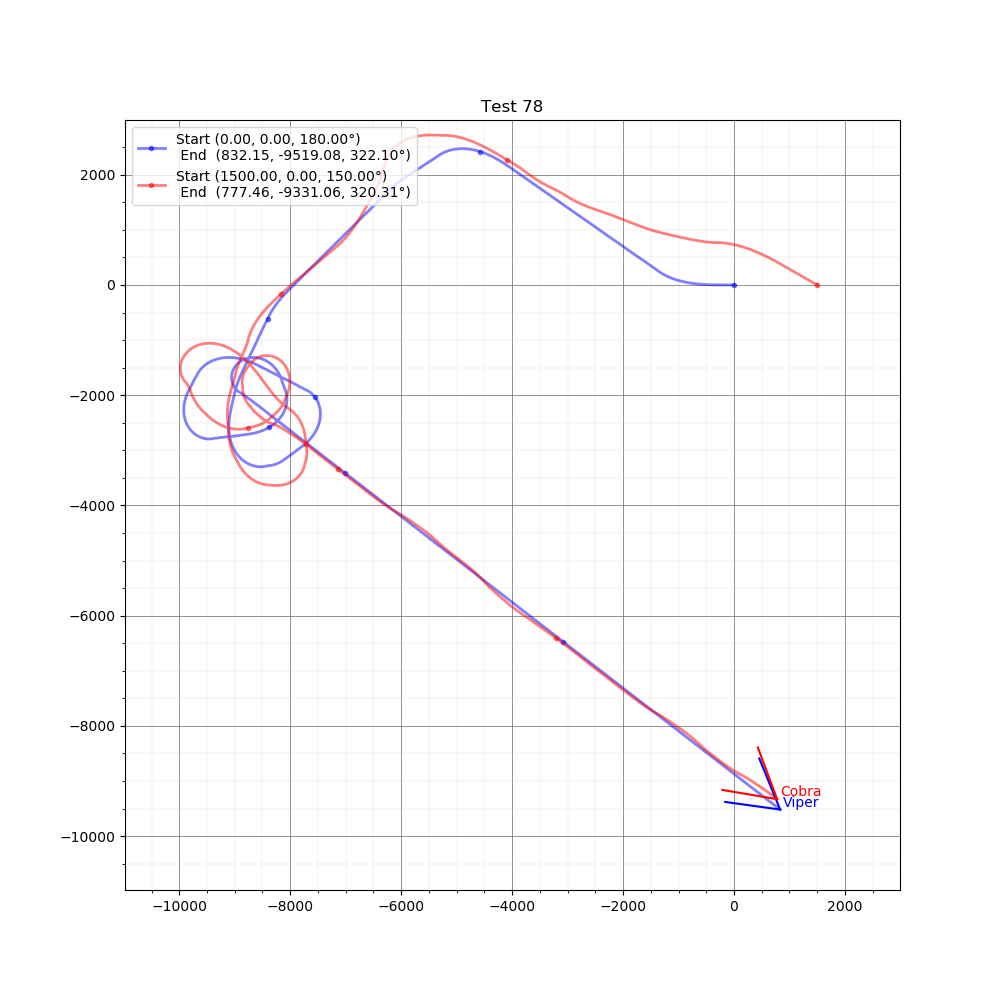 Test 78
Start (0.00, 0.00, 180.00°)
End  (832.15, -9519.08, 322.10°)
Start (1500.00, 0.00, 150.00°)
End  (777.46, -9331.06, 320.31°)
2000
0
−2000
−4000
−6000
−8000
−10000
Cobra
Viper
−10000 −8000 −6000 −4000 −2000 0 2000